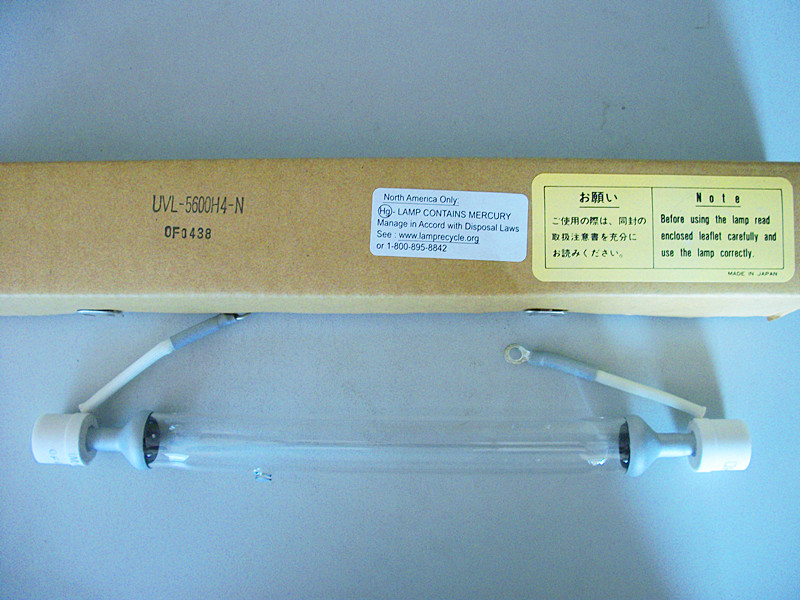 UVL-5600H4-N
0F0438
North America Only:
Hg - LAMP CONTAINS MERCURY
Manage in Accord with Disposal Laws
See : www.lamprecycle.org
or 1-800-895-8842
お願い
ご使用の際は、同封の
取扱注意書を充分に
お読みください。
Note
Before using the lamp read
enclosed leaflet carefully and
use the lamp correctly.
MADE IN JAPAN